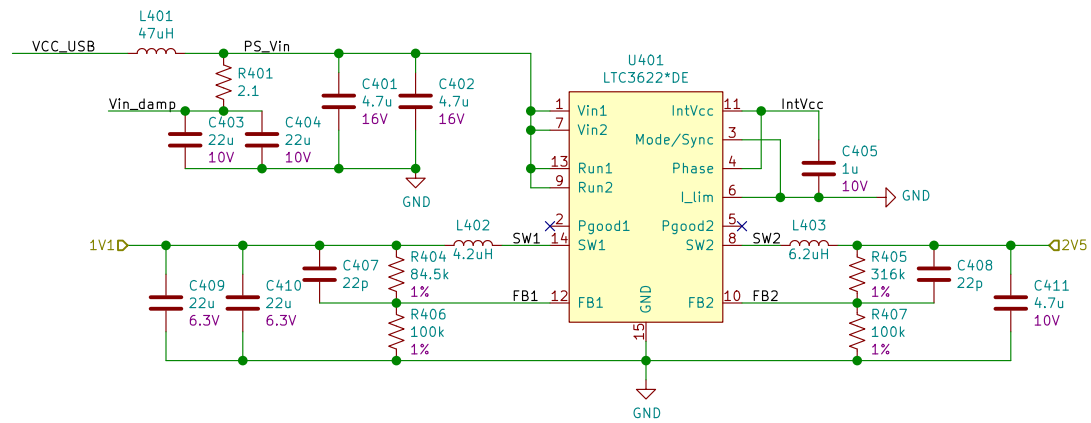 L401
47uH
VCC_USB
PS_Vin
R401
2.1
Vin_damp
C403
22u
10V
C404
22u
10V
C401
4.7u
16V
C402
4.7u
16V
GND
U401
LTC3622*DE
1 Vin1
7 Vin2
13 Run1
9 Run2
2 Pgood1
14 SW1
12 FB1
IntVcc 11
Mode/Sync 3
Phase 4
I_lim 6
Pgood2 5
SW2 8
FB2 10
GND
15
IntVcc
C405
1u
10V
GND
1V1
L402
4.2uH
SW1
C409
22u
6.3V
C410
22u
6.3V
C407
22p
R404
84.5k
1%
FB1
R406
100k
1%
SW2
L403
6.2uH
2V5
R405
316k
1%
C408
22p
C411
4.7u
10V
FB2
R407
100k
1%
GND